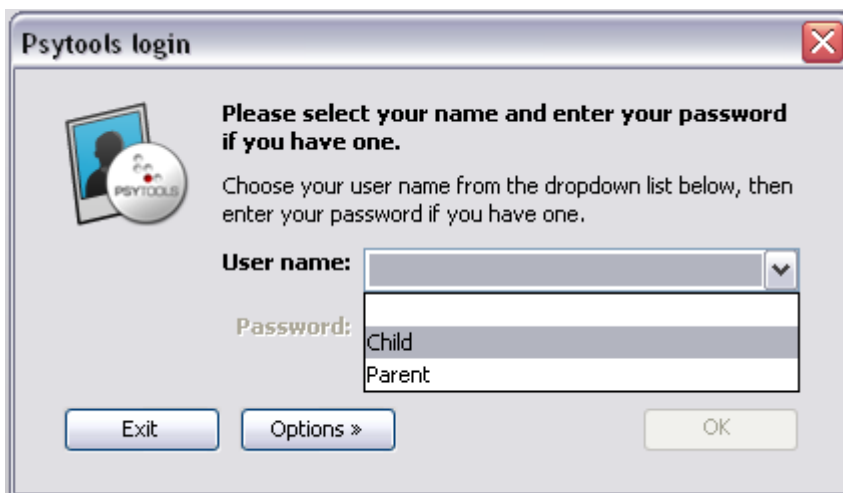 Psytools login
Please select your name and enter your password
if you have one.
PSYTOOLS
Choose your user name from the dropdown list below, then
enter your password if you have one.
User name:
Password:
Child
Parent
Exit
Options »
OK